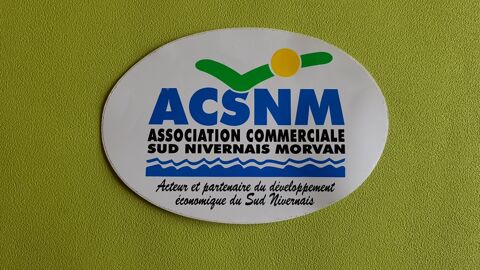 ACSNM
ASSOCIATION COMMERCIALE
SUD NIVERNAIS MORVAN
Acteur et partenaire du développement
économique du Sud Nivernais